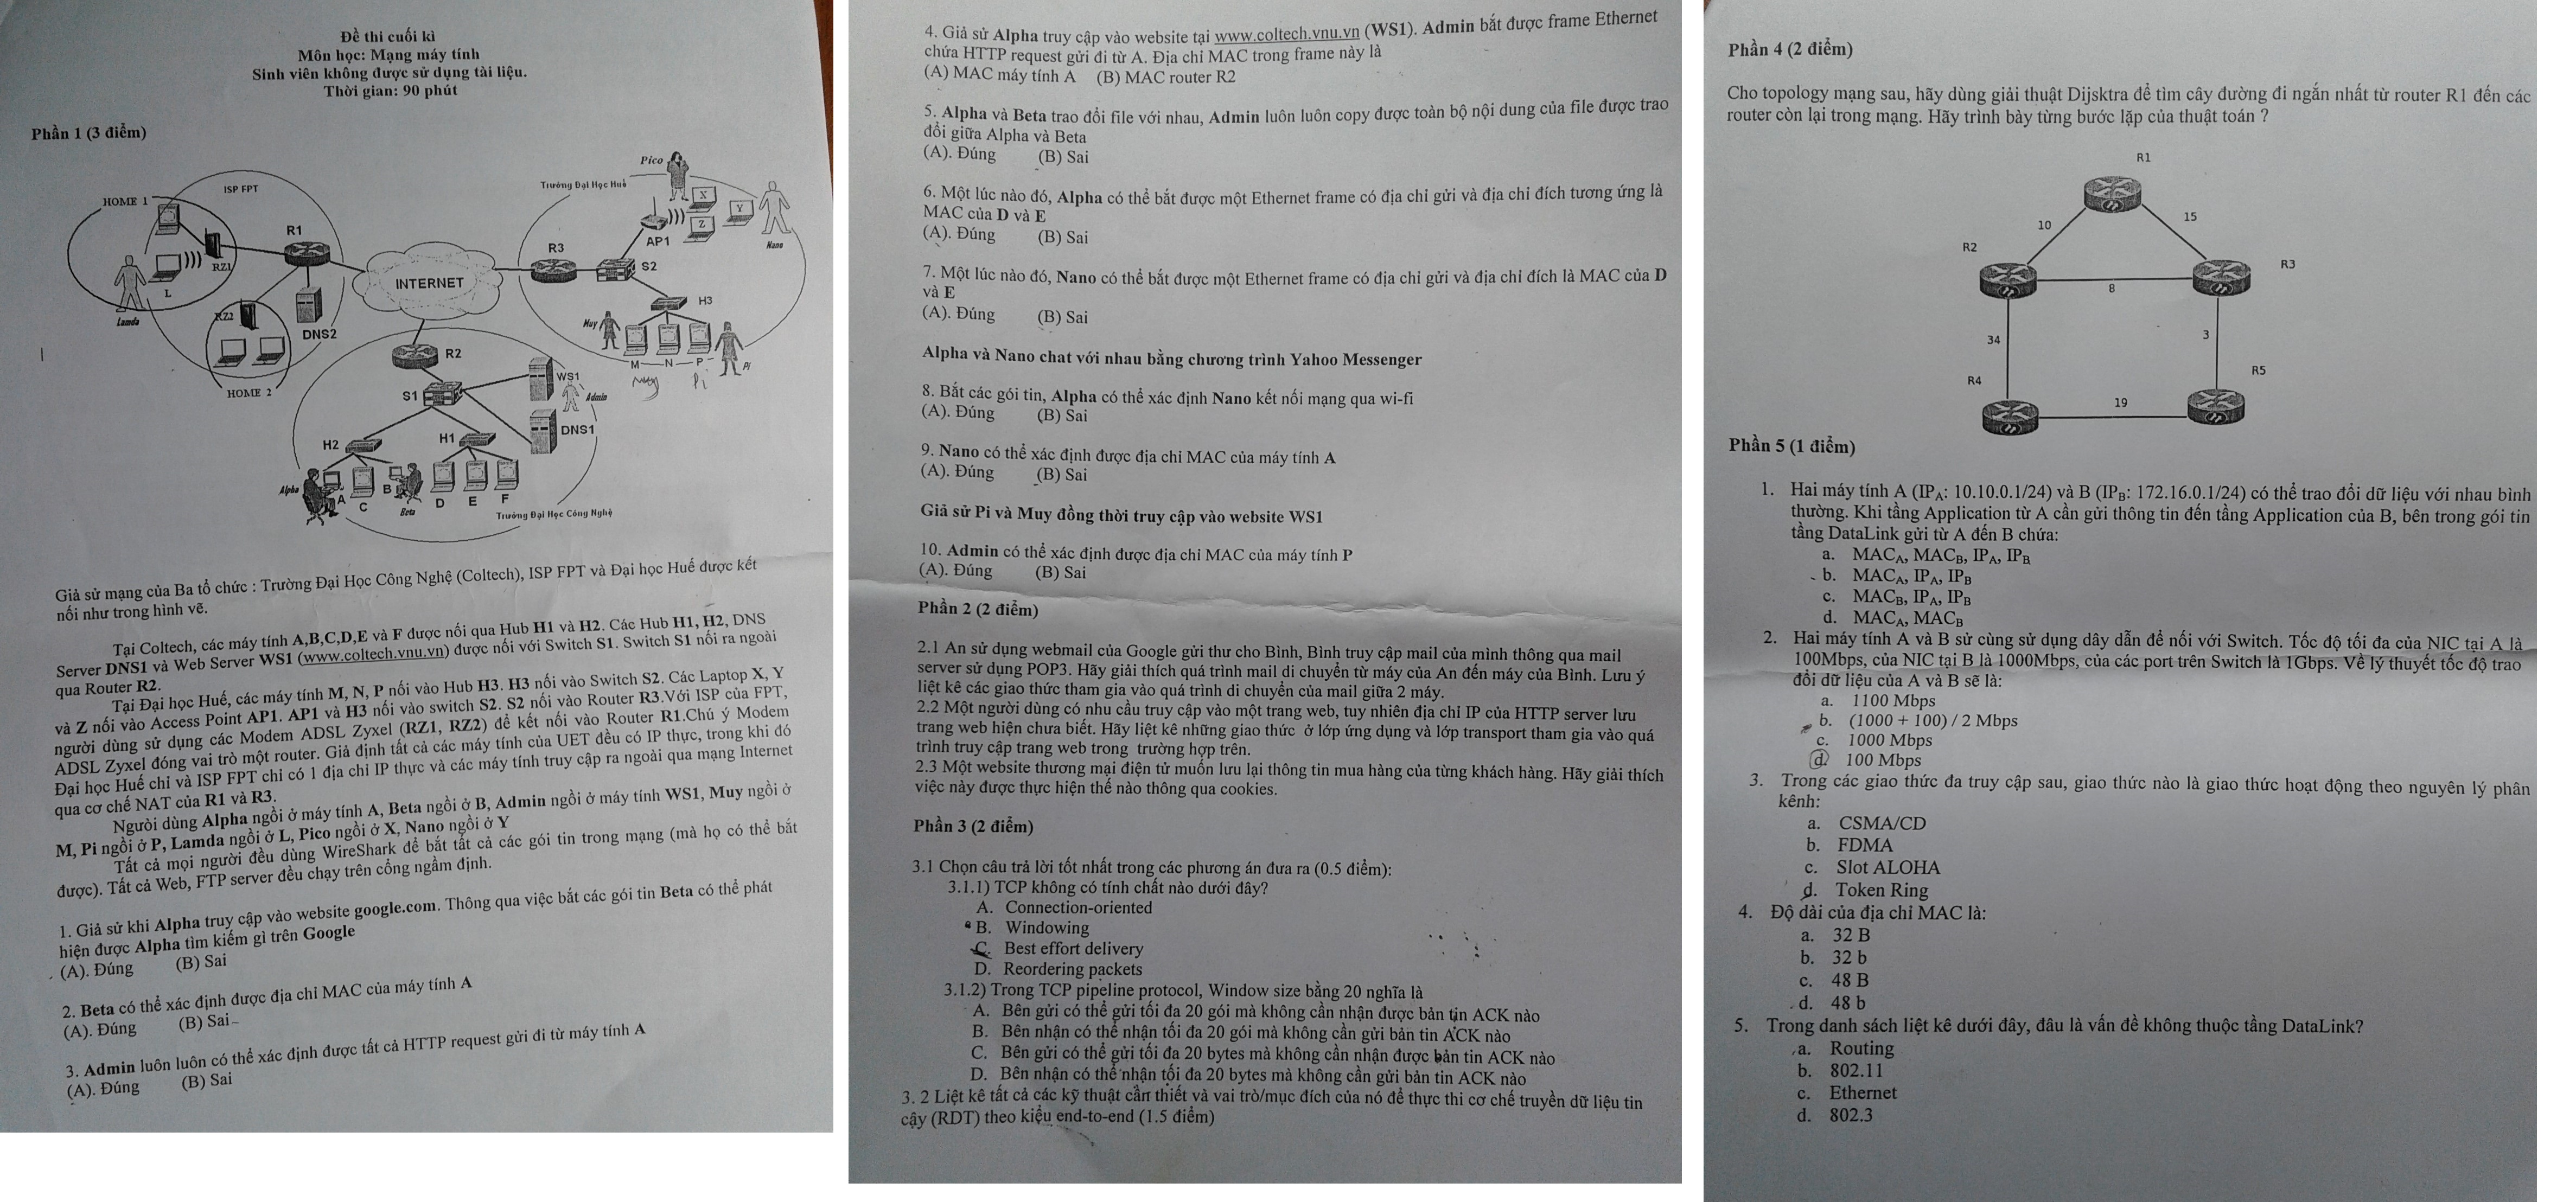 Đề thi cuối kì
Môn học: Mạng máy tính
Sinh viên không được sử dụng tài liệu.
Thời gian: 90 phút
Phần 1 (3 điểm)
Pico
Trường Đại Học Huế
ISP FPT
HOME 1
X
Y
Z
R1
R3
AP1
Nano
RZ1
S2
INTERNET
L
H3
Lamda
RZ2
DNS2
Muy
R2
M
N
P
Pi
HOME 2
WS1
muy
Pi
S1
Admin
DNS1
H2
H1
Alpha
A
C
B
Beta
D
E
F
Trường Đại Học Công Nghệ
Giả sử mạng của Ba tổ chức : Trường Đại Học Công Nghệ (Coltech), ISP FPT và Đại học Huế được kết
nối như trong hình vẽ.
Tại Coltech, các máy tính A,B,C,D,E và F được nối qua Hub H1 và H2. Các Hub H1, H2, DNS
Server DNS1 và Web Server WS1 (www.coltech.vnu.vn) được nối với Switch S1. Switch S1 nối ra ngoài
qua Router R2.
Tại Đại học Huế, các máy tính M, N, P nối vào Hub H3. H3 nối vào Switch S2. Các Laptop X, Y
và Z nối vào Access Point AP1. AP1 và H3 nối vào switch S2. S2 nối vào Router R3.Với ISP của FPT,
người dùng sử dụng các Modem ADSL Zyxel (RZ1, RZ2) để kết nối vào Router R1.Chú ý Modem
ADSL Zyxel đóng vai trò một router. Giả định tất cả các máy tính của UET đều có IP thực, trong khi đó
Đại học Huế chỉ và ISP FPT chỉ có 1 địa chỉ IP thực và các máy tính truy cập ra ngoài qua mạng Internet
qua cơ chế NAT của R1 và R3.
Người dùng Alpha ngồi ở máy tính A, Beta ngồi ở B, Admin ngồi ở máy tính WS1, Muy ngồi ở
M, Pi ngồi ở P, Lamda ngồi ở L, Pico ngồi ở X, Nano ngồi ở Y
Tất cả mọi người đều dùng WireShark để bắt tất cả các gói tin trong mạng (mà họ có thể bắt
được). Tất cả Web, FTP server đều chạy trên cổng ngầm định.
1. Giả sử khi Alpha truy cập vào website google.com. Thông qua việc bắt các gói tin Beta có thể phát
hiện được Alpha tìm kiếm gì trên Google
(A). Đúng (B) Sai
2. Beta có thể xác định được địa chỉ MAC của máy tính A
(A). Đúng (B) Sai
3. Admin luôn luôn có thể xác định được tất cả HTTP request gửi đi từ máy tính A
(A). Đúng (B) Sai
4. Giả sử Alpha truy cập vào website tại www.coltech.vnu.vn (WS1). Admin bắt được frame Ethernet
chứa HTTP request gửi đi từ A. Địa chỉ MAC trong frame này là
(A) MAC máy tính A (B) MAC router R2
5. Alpha và Beta trao đổi file với nhau, Admin luôn luôn copy được toàn bộ nội dung của file được trao
đổi giữa Alpha và Beta
(A). Đúng (B) Sai
6. Một lúc nào đó, Alpha có thể bắt được một Ethernet frame có địa chỉ gửi và địa chỉ đích tương ứng là
MAC của D và E
(A). Đúng (B) Sai
7. Một lúc nào đó, Nano có thể bắt được một Ethernet frame có địa chỉ gửi và địa chỉ đích là MAC của D
và E
(A). Đúng (B) Sai
Alpha và Nano chat với nhau bằng chương trình Yahoo Messenger
8. Bắt các gói tin, Alpha có thể xác định Nano kết nối mạng qua wi-fi
(A). Đúng (B) Sai
9. Nano có thể xác định được địa chỉ MAC của máy tính A
(A). Đúng (B) Sai
Giả sử Pi và Muy đồng thời truy cập vào website WS1
10. Admin có thể xác định được địa chỉ MAC của máy tính P
(A). Đúng (B) Sai
Phần 2 (2 điểm)
2.1 An sử dụng webmail của Google gửi thư cho Bình, Bình truy cập mail của mình thông qua mail
server sử dụng POP3. Hãy giải thích quá trình mail di chuyển từ máy của An đến máy của Bình. Lưu ý
liệt kê các giao thức tham gia vào quá trình di chuyển của mail giữa 2 máy.
2.2 Một người dùng có nhu cầu truy cập vào một trang web, tuy nhiên địa chỉ IP của HTTP server lưu
trang web hiện chưa biết. Hãy liệt kê những giao thức ở lớp ứng dụng và lớp transport tham gia vào quá
trình truy cập trang web trong trường hợp trên.
2.3 Một website thương mại điện tử muốn lưu lại thông tin mua hàng của từng khách hàng. Hãy giải thích
việc này được thực hiện thế nào thông qua cookies.
Phần 3 (2 điểm)
3.1 Chọn câu trả lời tốt nhất trong các phương án đưa ra (0.5 điểm):
3.1.1) TCP không có tính chất nào dưới đây?
A. Connection-oriented
B. Windowing
C. Best effort delivery
D. Reordering packets
3.1.2) Trong TCP pipeline protocol, Window size bằng 20 nghĩa là
A. Bên gửi có thể gửi tối đa 20 gói mà không cần nhận được bản tin ACK nào
B. Bên nhận có thể nhận tối đa 20 gói mà không cần gửi bản tin ACK nào
C. Bên gửi có thể gửi tối đa 20 bytes mà không cần nhận được bản tin ACK nào
D. Bên nhận có thể nhận tối đa 20 bytes mà không cần gửi bản tin ACK nào
3. 2 Liệt kê tất cả các kỹ thuật cần thiết và vai trò/mục đích của nó để thực thi cơ chế truyền dữ liệu tin
cậy (RDT) theo kiểu end-to-end (1.5 điểm)
Phần 4 (2 điểm)
Cho topology mạng sau, hãy dùng giải thuật Dijsktra để tìm cây đường đi ngắn nhất từ router R1 đến các
router còn lại trong mạng. Hãy trình bày từng bước lặp của thuật toán ?
R1
10
15
R2
R3
8
34
3
R4
R5
19
Phần 5 (1 điểm)
1. Hai máy tính A (IPA: 10.10.0.1/24) và B (IPB: 172.16.0.1/24) có thể trao đổi dữ liệu với nhau bình
thường. Khi tầng Application từ A cần gửi thông tin đến tầng Application của B, bên trong gói tin
tầng DataLink gửi từ A đến B chứa:
a. MACA, MACB, IPA, IPB
b. MACA, IPA, IPB
c. MACB, IPA, IPB
d. MACA, MACB
2. Hai máy tính A và B sử cùng sử dụng dây dẫn để nối với Switch. Tốc độ tối đa của NIC tại A là
100Mbps, của NIC tại B là 1000Mbps, của các port trên Switch là 1Gbps. Về lý thuyết tốc độ trao
đổi dữ liệu của A và B sẽ là:
a. 1100 Mbps
b. (1000 + 100) / 2 Mbps
c. 1000 Mbps
d. 100 Mbps
3. Trong các giao thức đa truy cập sau, giao thức nào là giao thức hoạt động theo nguyên lý phân
kênh:
a. CSMA/CD
b. FDMA
c. Slot ALOHA
d. Token Ring
4. Độ dài của địa chỉ MAC là:
a. 32 B
b. 32 b
c. 48 B
d. 48 b
5. Trong danh sách liệt kê dưới đây, đâu là vấn đề không thuộc tầng DataLink?
a. Routing
b. 802.11
c. Ethernet
d. 802.3